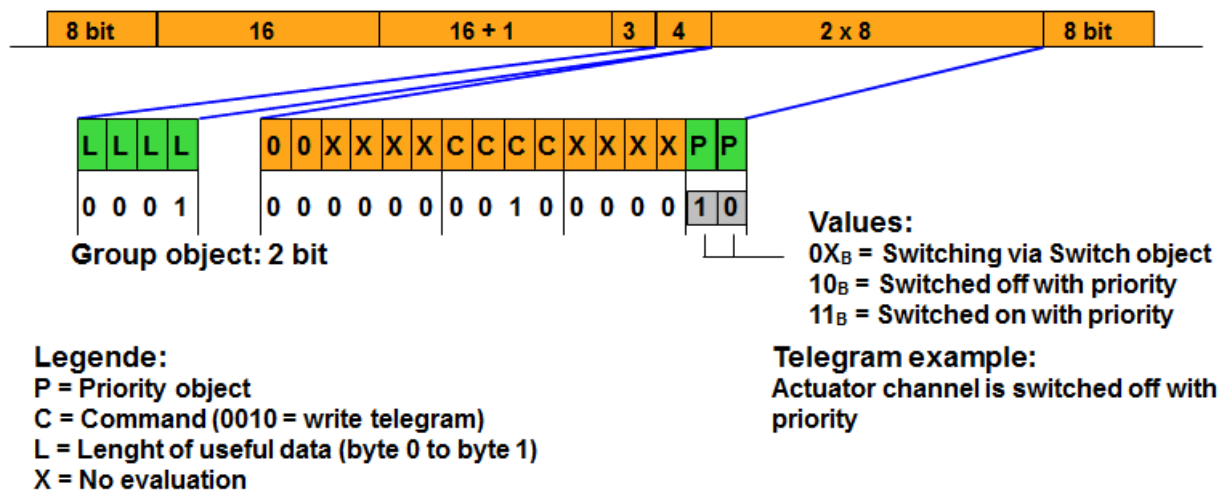 8 bit 16 16 + 1 3 4 2 x 8 8 bit
L L L L 0 0 X X X X C C C C X X X X P P
0 0 0 1 0 0 0 0 0 0 0 0 1 0 0 0 0 0 1 0
Group object: 2 bit
Values:
0XB = Switching via Switch object
10B = Switched off with priority
11B = Switched on with priority
Legende:
P = Priority object
C = Command (0010 = write telegram)
L = Lenght of useful data (byte 0 to byte 1)
X = No evaluation
Telegram example:
Actuator channel is switched off with
priority